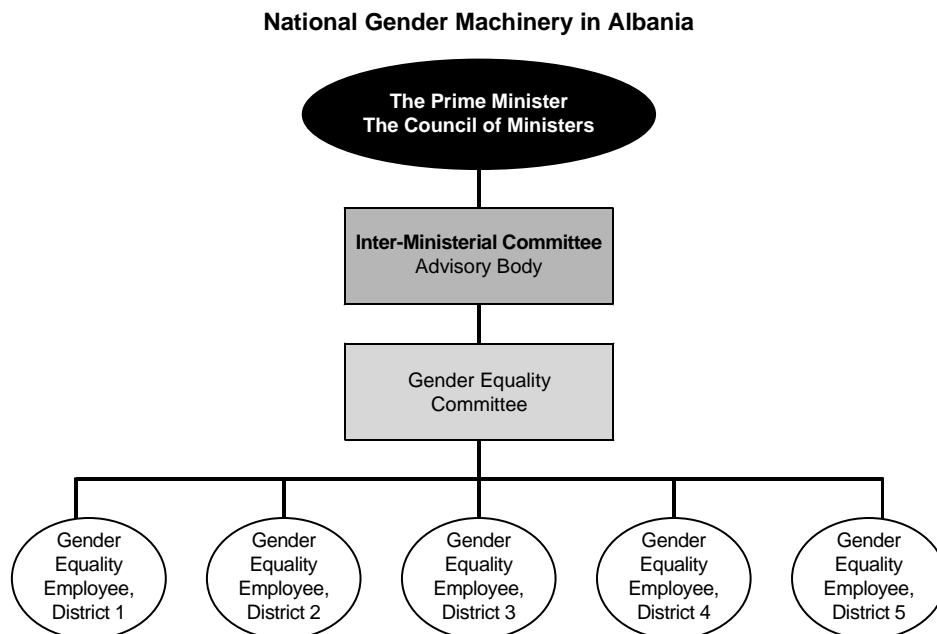 National Gender Machinery in Albania
The Prime Minister
The Council of Ministers
Inter-Ministerial Committee
Advisory Body
Gender Equality
Committee
Gender
Equality
Employee,
District 1
Gender
Equality
Employee,
District 2
Gender
Equality
Employee,
District 3
Gender
Equality
Employee,
District 4
Gender
Equality
Employee,
District 5